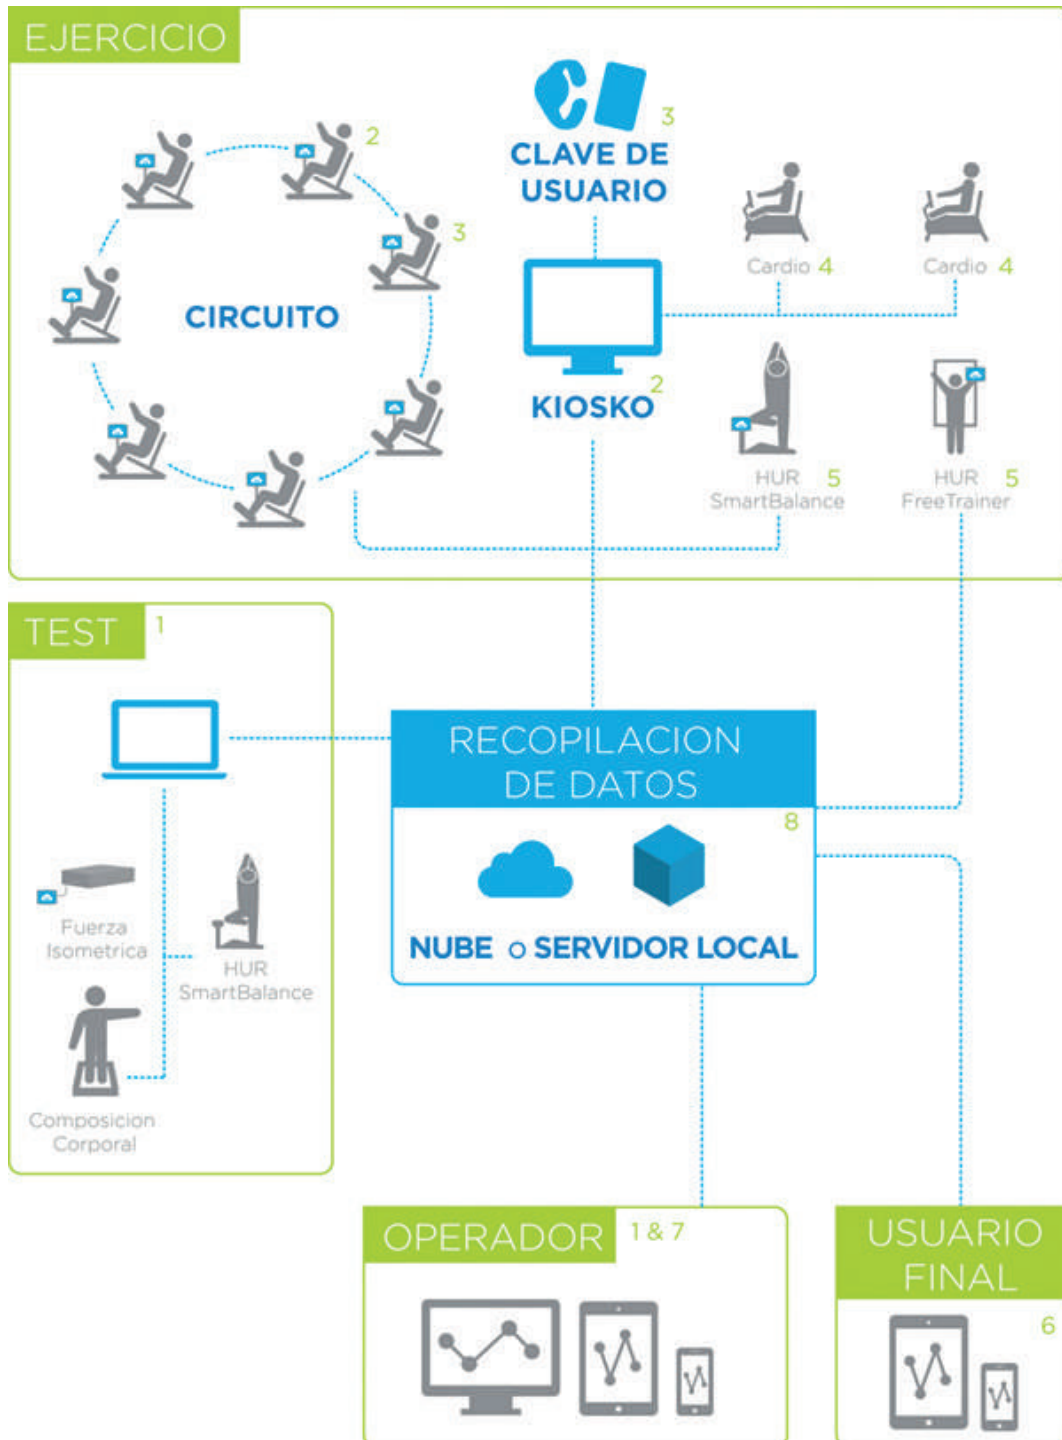 EJERCICIO
2
3
CLAVE DE
USUARIO
3
CIRCUITO
KIOSKO
2
Cardio 4
Cardio 4
HUR 5
SmartBalance
HUR 5
FreeTrainer
TEST 1
Fuerza
Isometrica
HUR
SmartBalance
Composicion
Corporal
RECOPILACION
DE DATOS
8
NUBE o SERVIDOR LOCAL
OPERADOR 1 & 7
USUARIO
FINAL
6